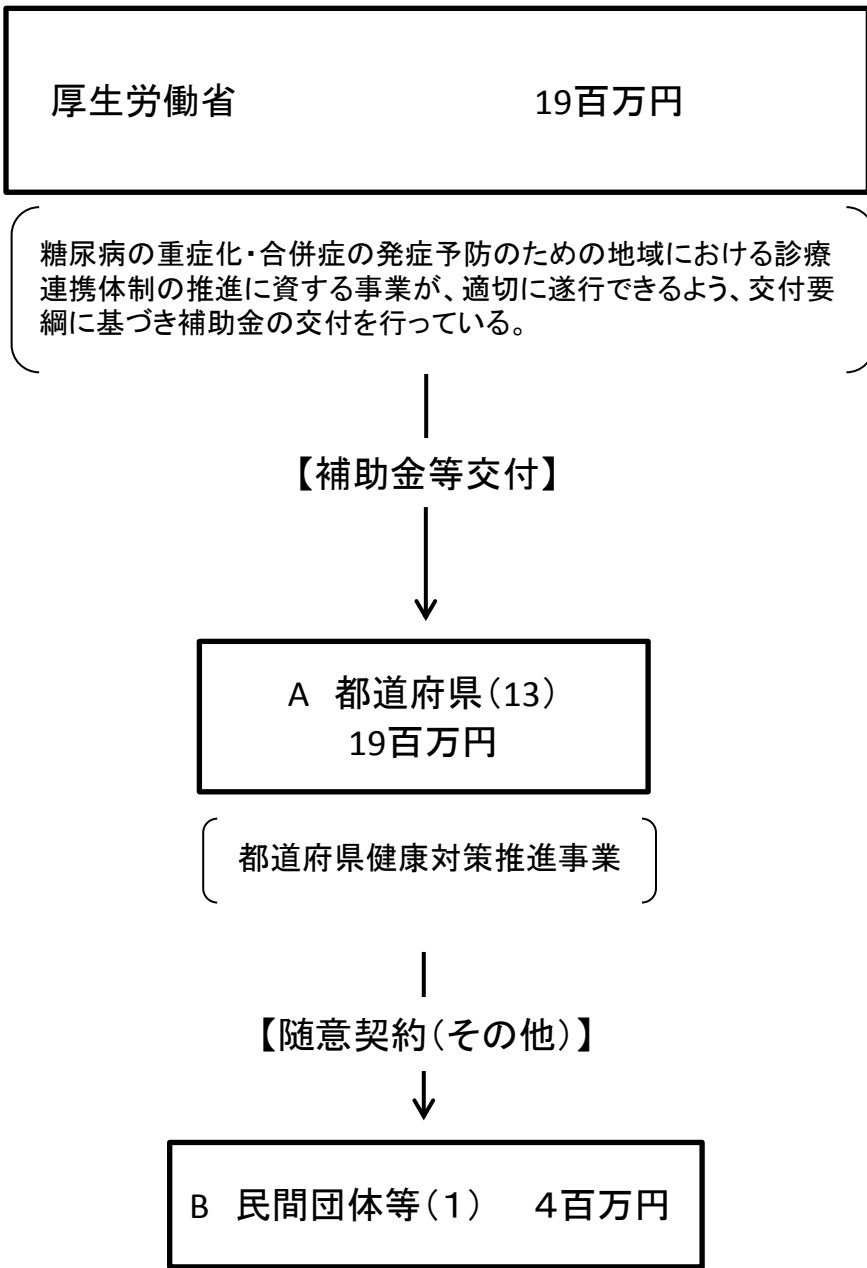 厚生労働省 19百万円
糖尿病の重症化・合併症の発症予防のための地域における診療
連携体制の推進に資する事業が、適切に遂行できるよう、交付要
綱に基づき補助金の交付を行っている。
【補助金等交付】
A 都道府県（13）
19百万円
都道府県健康対策推進事業
【随意契約（その他）】
B 民間団体等（１） ４百万円